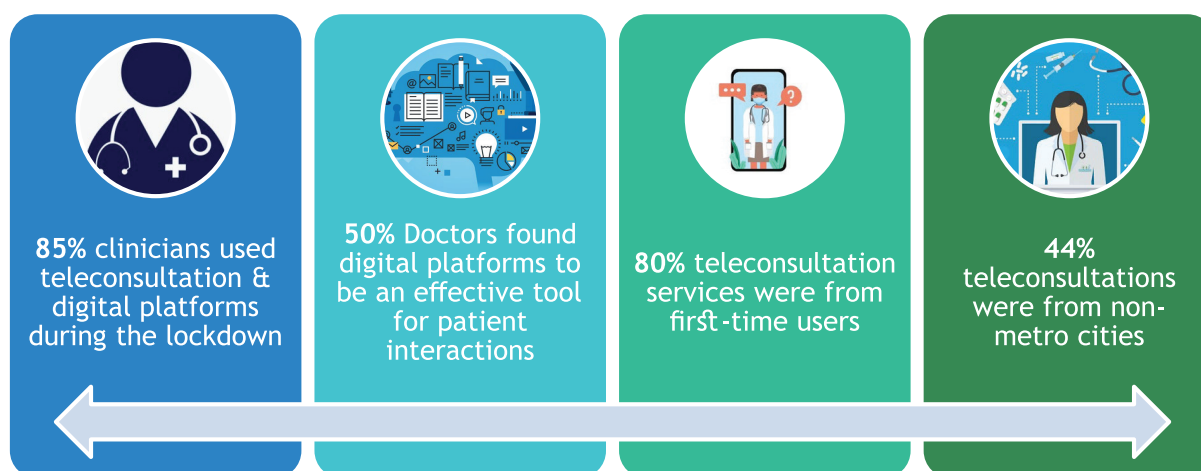 85% clinicians used
teleconsultation &
digital platforms
during the lockdown
50% Doctors found
digital platforms to
be an effective tool
for patient
interactions
80% teleconsultation
services were from
first-time users
44%
teleconsultations
were from non-
metro cities